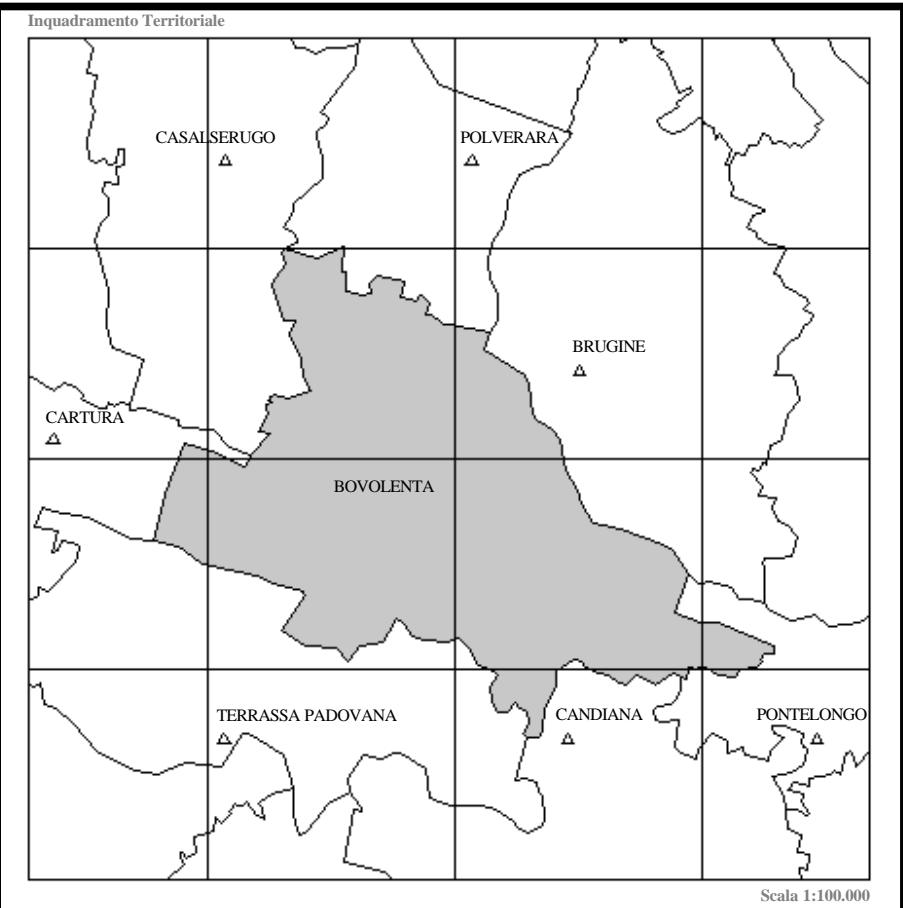 Inquadramento Territoriale
CASALSERUGO
POLVERARA
BRUGINE
CARTURA
BOVOLENTA
TERRASSA PADOVANA
CANDIANA
PONTELONGO
Scala 1:100.000